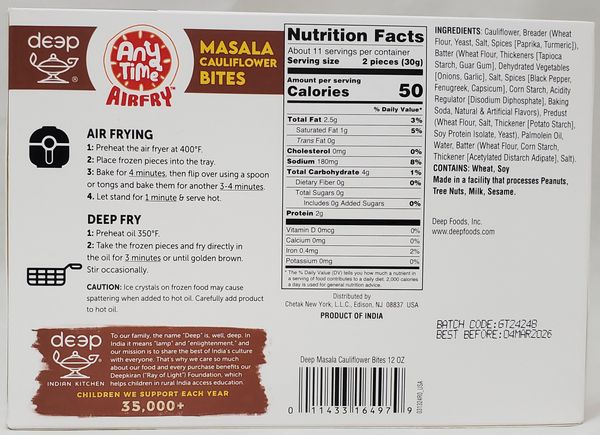 deep
®
Any
Time
AIRFRY™
MASALA
CAULIFLOWER
BITES
AIR FRYING
1: Preheat the air fryer at 400°F.
2: Place frozen pieces into the tray.
3: Bake for 4 minutes, then flip over using a spoon
or tongs and bake them for another 3-4 minutes.
4. Let stand for 1 minute & serve hot.
DEEP FRY
1: Preheat oil 350°F.
2: Take the frozen pieces and fry directly in
the oil for 3 minutes or until golden brown.
Stir occasionally.
CAUTION: Ice crystals on frozen food may cause
spattering when added to hot oil. Carefully add product
to hot oil.
deep
®
INDIAN KITCHEN
To our family, the name "Deep" is, well, deep. In
India it means "lamp" and "enlightenment," and
our mission is to share the best of India's culture
with everyone. That's why we care so much
about our food and every purchase benefits our
Deepkiran ("Ray of Light") Foundation, which
helps children in rural India access education.
CHILDREN WE SUPPORT EACH YEAR
35,000+
Nutrition Facts
About 11 servings per container
Serving size 2 pieces (30g)
Amount per serving
Calories 50
% Daily Value*
Total Fat 2.5g 3%
Saturated Fat 1g 5%
Trans Fat 0g
Cholesterol 0mg 0%
Sodium 180mg 8%
Total Carbohydrate 4g 1%
Dietary Fiber 0g 0%
Total Sugars 0g
Includes 0g Added Sugars 0%
Protein 2g
Vitamin D 0mcg 0%
Calcium 0mg 0%
Iron 0.4mg 2%
Potassium 0mg 0%
* The % Daily Value (DV) tells you how much a nutrient in
a serving of food contributes to a daily diet. 2,000 calories
a day is used for general nutrition advice.
Distributed by
Chetak New York, L.L.C., Edison, NJ 08837 USA
PRODUCT OF INDIA
Deep Masala Cauliflower Bites 12 OZ
0 11433 16497 9
031324R0_USA
INGREDIENTS: Cauliflower, Breader (Wheat
Flour, Yeast, Salt, Spices [Paprika, Turmeric]),
Batter (Wheat Flour, Thickeners [Tapioca
Starch, Guar Gum], Dehydrated Vegetables
[Onions, Garlic], Salt, Spices [Black Pepper,
Fenugreek, Capsicum], Corn Starch, Acidity
Regulator [Disodium Diphosphate], Baking
Soda, Natural & Artificial Flavors), Predust
(Wheat Flour, Salt, Thickener [Potato Starch],
Soy Protein Isolate, Yeast), Palmolein Oil,
Water, Batter (Wheat Flour, Corn Starch,
Thickener [Acetylated Distarch Adipate], Salt).
CONTAINS: Wheat, Soy
Made in a facility that processes Peanuts,
Tree Nuts, Milk, Sesame.
Deep Foods, Inc.
www.deepfoods.com
BATCH CODE:GT24248
BEST BEFORE:04MAR2026